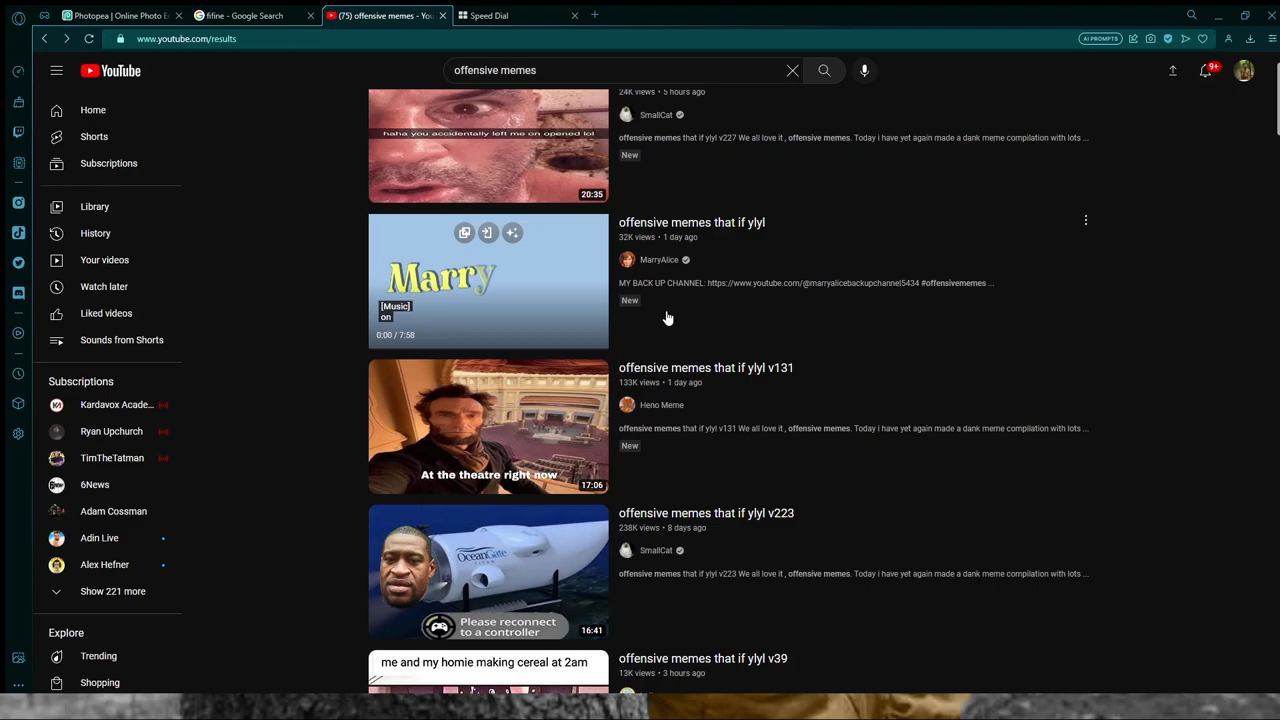 Photopea | Online Photo E
fifine - Google Search
(75) offensive memes - You
Speed Dial
www.youtube.com/results
AI PROMPTS
YouTube
offensive memes
9+
Home
Shorts
Subscriptions
Library
History
Your videos
Watch later
Liked videos
Sounds from Shorts
Subscriptions
Kardavox Acade...
Ryan Upchurch
TimTheTatman
6News
Adam Cossman
Adin Live
Alex Hefner
Show 221 more
Explore
Trending
Shopping
haha you accidentally left me on opened lol
20:35
24K views • 5 hours ago
SmallCat
offensive memes that if ylyl v227 We all love it , offensive memes. Today i have yet again made a dank meme compilation with lots ...
New
Marry
[Music]
on
0:00 / 7:58
offensive memes that if ylyl
32K views • 1 day ago
MarryAlice
MY BACK UP CHANNEL: https://www.youtube.com/@marryalicebackupchannel5434 #offensivememes ...
New
At the theatre right now
17:06
offensive memes that if ylyl v131
133K views • 1 day ago
Heno Meme
offensive memes that if ylyl v131 We all love it , offensive memes. Today i have yet again made a dank meme compilation with lots ...
New
OceanGate
TITAN
Please reconnect
to a controller
16:41
offensive memes that if ylyl v223
238K views • 8 days ago
SmallCat
offensive memes that if ylyl v223 We all love it , offensive memes. Today i have yet again made a dank meme compilation with lots ...
me and my homie making cereal at 2am
offensive memes that if ylyl v39
13K views • 3 hours ago